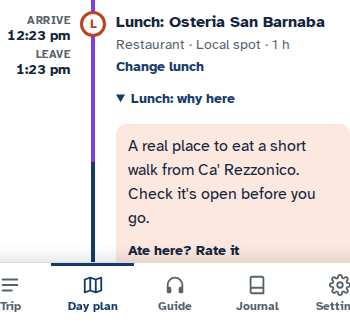 ARRIVE
12:23 pm
LEAVE
1:23 pm
L
Lunch: Osteria San Barnaba
Restaurant · Local spot · 1 h
Change lunch
▼ Lunch: why here
A real place to eat a short
walk from Ca' Rezzonico.
Check it's open before you
go.
Ate here? Rate it
Trip
Day plan
Guide
Journal
Settin